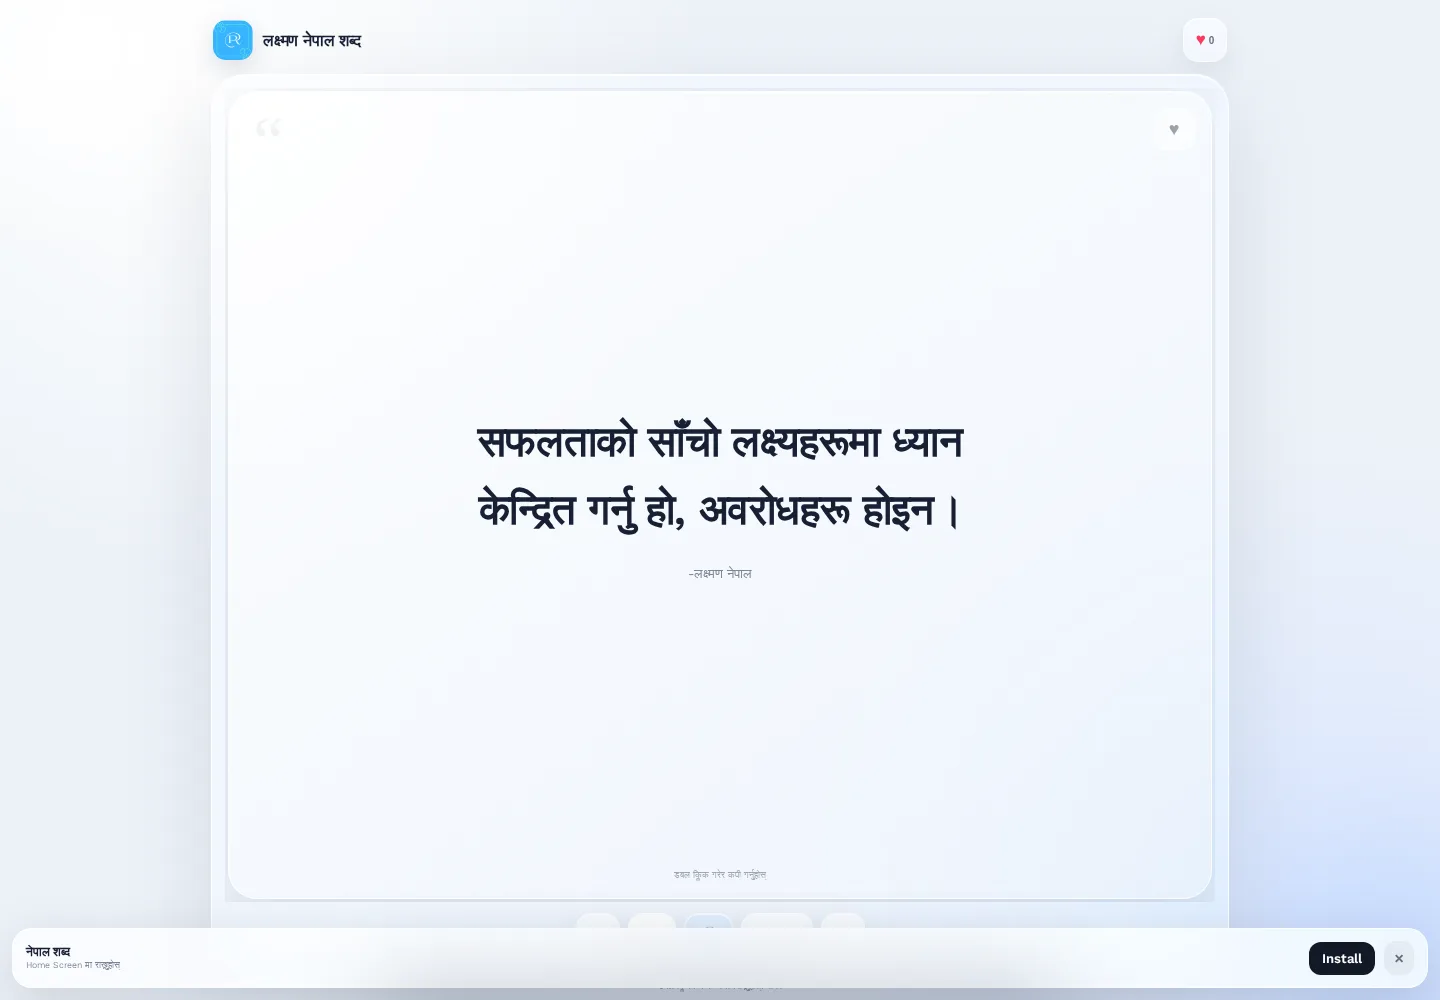 लक्ष्मण नेपाल शब्द
♥ 0
“
♥
सफलताको साँचो लक्ष्यहरूमा ध्यान
केन्द्रित गर्नु हो, अवरोधहरू होइन।
-लक्ष्मण नेपाल
डबल क्लिक गरेर कपी गर्नुहोस्
नेपाल शब्द
Home Screen मा राख्नुहोस्
Install
×